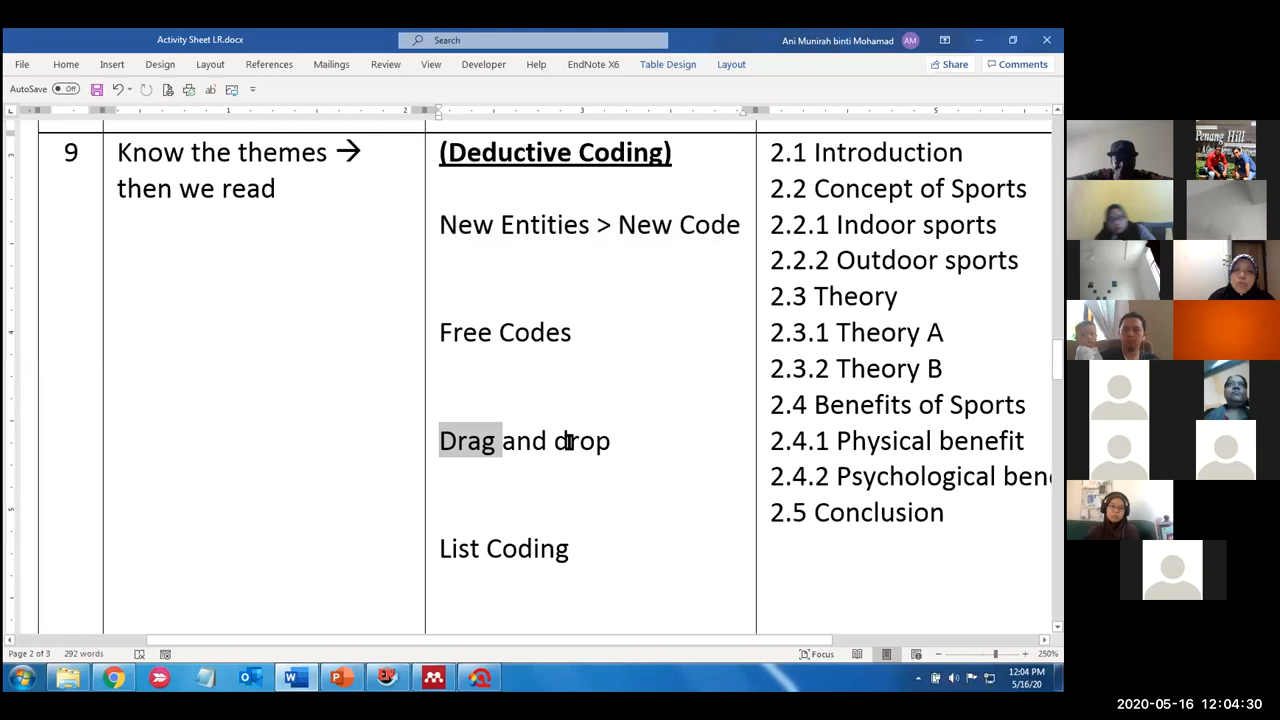 Activity Sheet LR.docx
Search
Ani Munirah binti Mohamad
AM
File Home Insert Design Layout References Mailings Review View Developer Help EndNote X6 Table Design Layout
Share
Comments
AutoSave Off
1 2 3 5
9
Know the themes →
then we read
(Deductive Coding)
New Entities > New Code
Free Codes
Drag and drop
List Coding
2.1 Introduction
2.2 Concept of Sports
2.2.1 Indoor sports
2.2.2 Outdoor sports
2.3 Theory
2.3.1 Theory A
2.3.2 Theory B
2.4 Benefits of Sports
2.4.1 Physical benefit
2.4.2 Psychological ben
2.5 Conclusion
Penang Hill
Page 2 of 3 292 words
Focus
250%
12:04 PM
5/16/20
2020-05-16 12:04:30